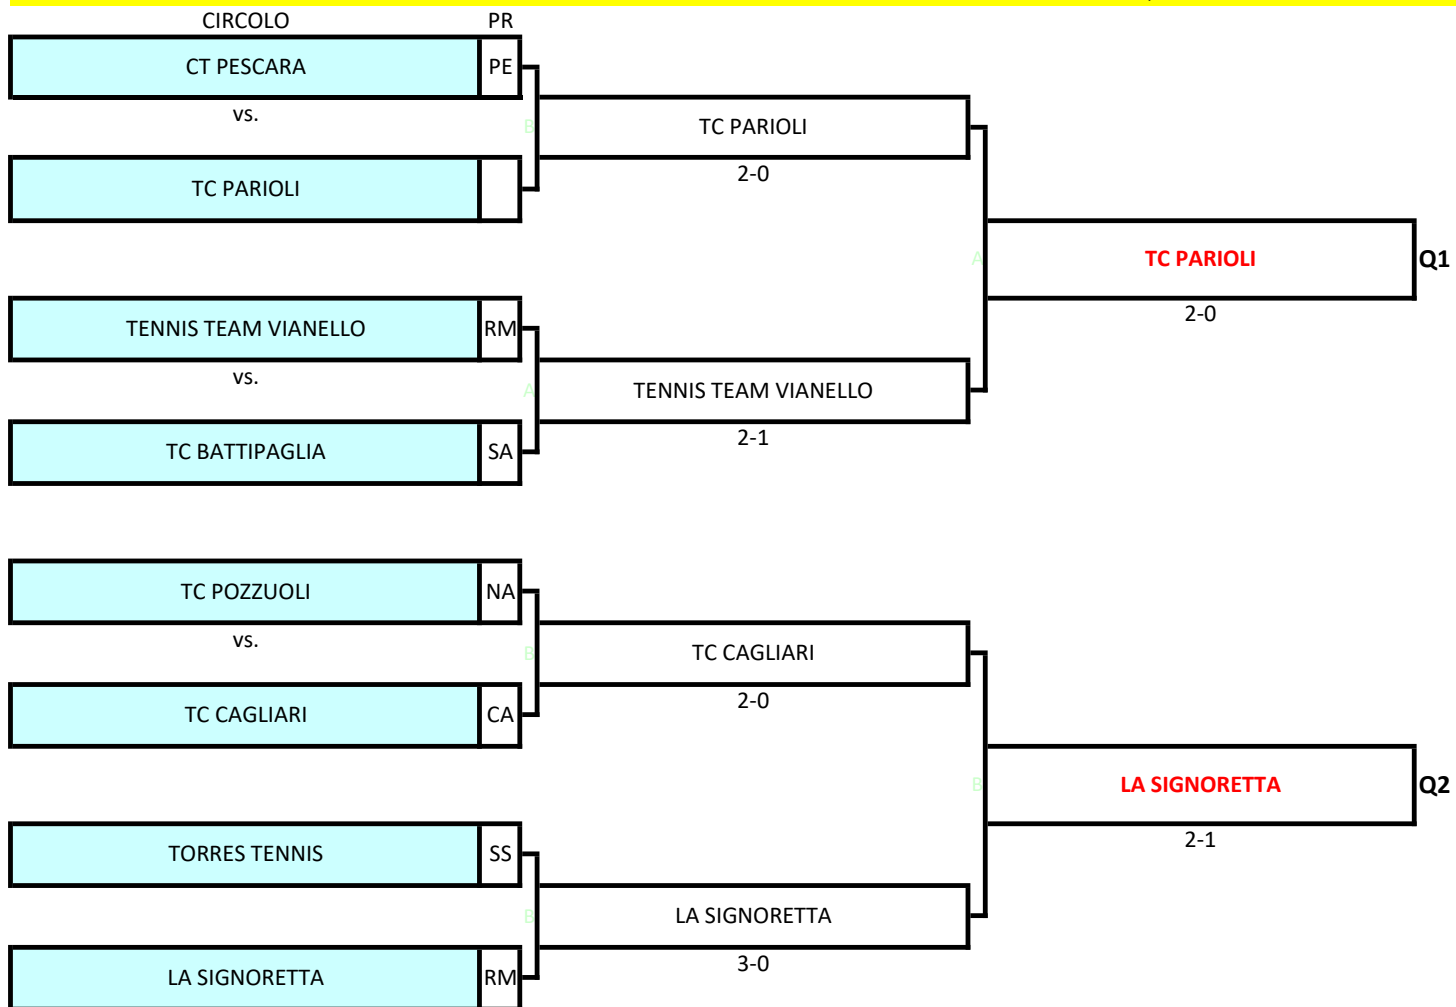 CIRCOLO PR
CT PESCARA PE
vs.
B TC PARIOLI
2-0
TC PARIOLI
A TC PARIOLI Q1
2-0
TENNIS TEAM VIANELLO RM
vs.
A TENNIS TEAM VIANELLO
2-1
TC BATTIPAGLIA SA
TC POZZUOLI NA
vs.
B TC CAGLIARI
2-0
TC CAGLIARI CA
B LA SIGNORETTA Q2
2-1
TORRES TENNIS SS
B LA SIGNORETTA
3-0
LA SIGNORETTA RM